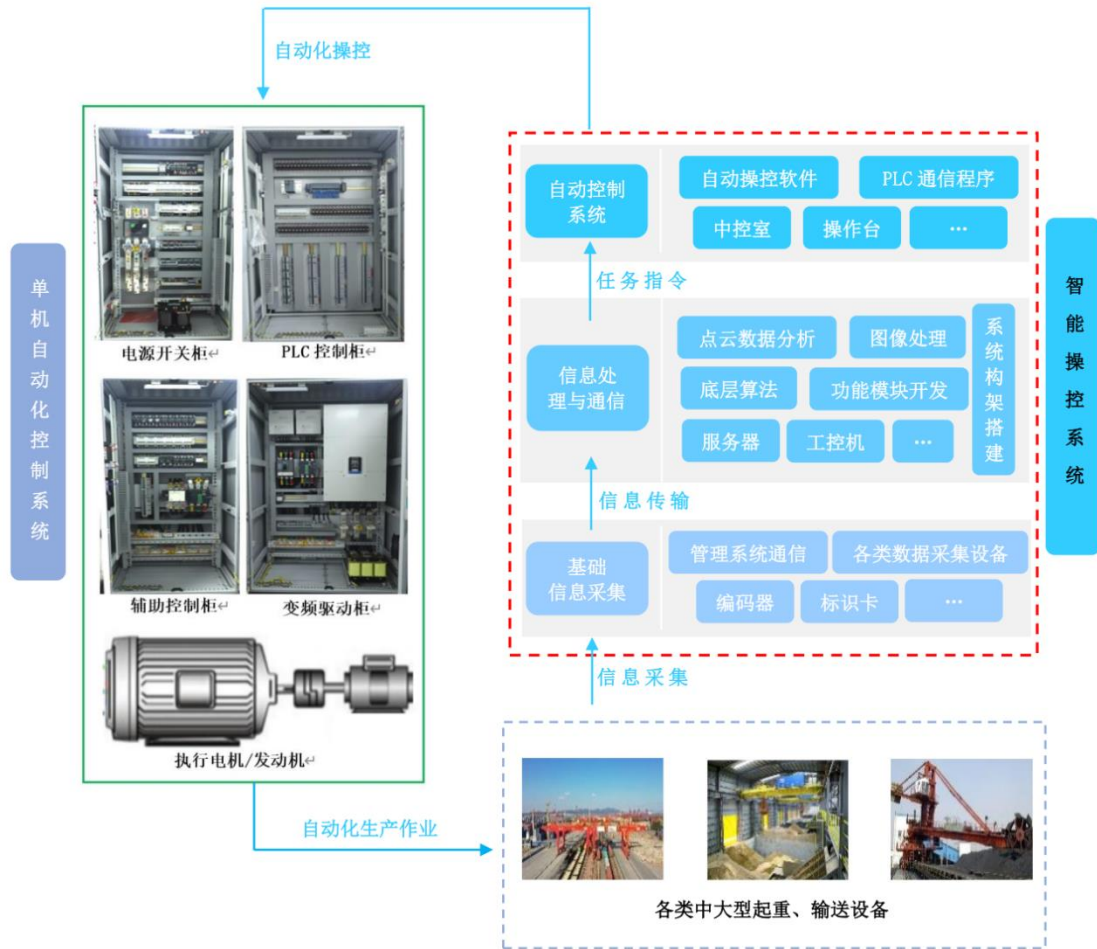 自动化操控
单机自动化控制系统
电源开关柜↵
PLC 控制柜↵
辅助控制柜↵
变频驱动柜↵
执行电机/发动机↵
自动化生产作业
自动控制
系统
自动操控软件
PLC 通信程序
中控室
操作台
…
任务指令
信息处
理与通信
点云数据分析
图像处理
底层算法
功能模块开发
服务器
工控机
…
系统构架搭建
信息传输
基础
信息采集
管理系统通信
各类数据采集设备
编码器
标识卡
…
信息采集
智能操控系统
各类中大型起重、输送设备